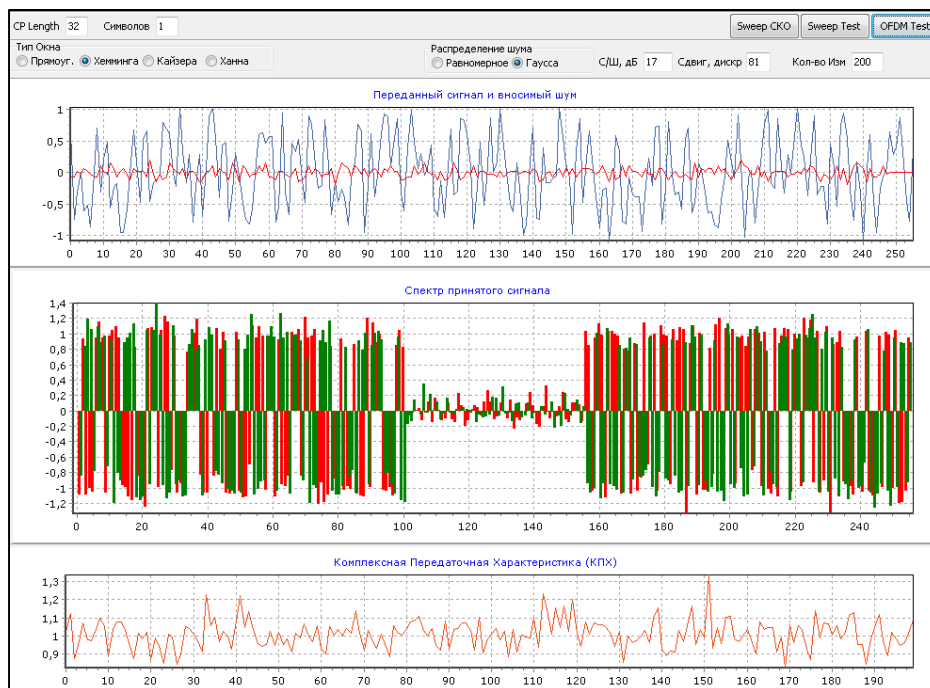 CP Length 32 Символов 1 Sweep СКО Sweep Test OFDM Test
Тип Окна
Прямоуг. Хемминга Кайзера Ханна
Распределение шума
Равномерное Гаусса
С/Ш, дБ 17 Сдвиг, дискр 81 Кол-во Изм 200
Переданный сигнал и вносимый шум
1
0,5
0
-0,5
-1
0 10 20 30 40 50 60 70 80 90 100 110 120 130 140 150 160 170 180 190 200 210 220 230 240 250
Спектр принятого сигнала
1,4
1,2
1
0,8
0,6
0,4
0,2
0
-0,2
-0,4
-0,6
-0,8
-1
-1,2
0 20 40 60 80 100 120 140 160 180 200 220 240
Комплексная Передаточная Характеристика (КПХ)
1,3
1,2
1,1
1
0,9
0 10 20 30 40 50 60 70 80 90 100 110 120 130 140 150 160 170 180 190